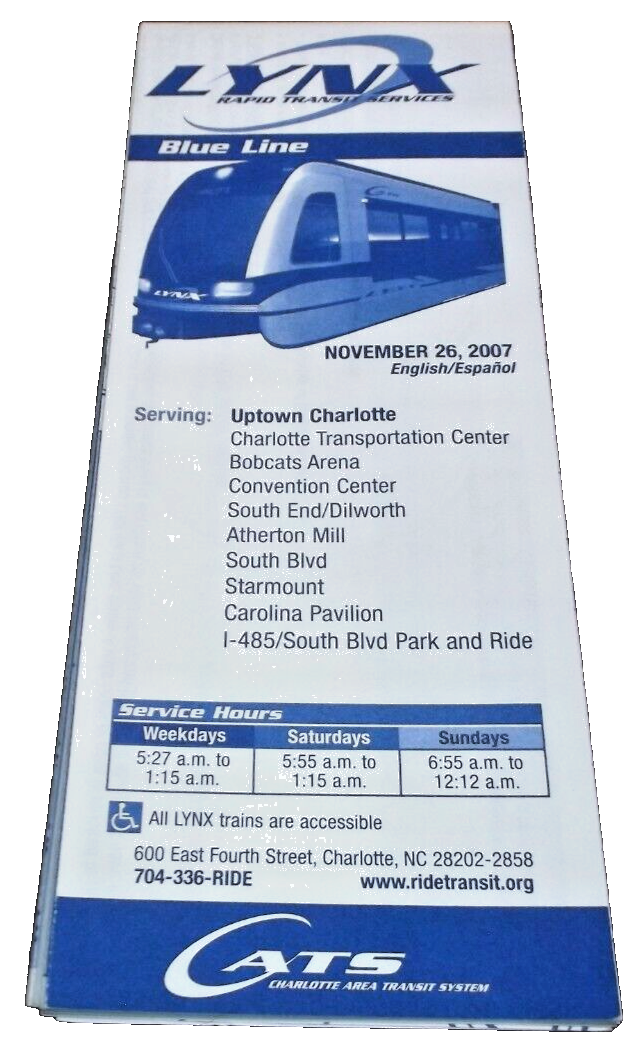 LYNX
RAPID TRANSIT SERVICES
Blue Line
CATS
LYNX
NOVEMBER 26, 2007
English/Español
Serving: Uptown Charlotte
Charlotte Transportation Center
Bobcats Arena
Convention Center
South End/Dilworth
Atherton Mill
South Blvd
Starmount
Carolina Pavilion
I-485/South Blvd Park and Ride
Service Hours
Weekdays Saturdays Sundays
5:27 a.m. to 5:55 a.m. to 6:55 a.m. to
1:15 a.m. 1:15 a.m. 12:12 a.m.
All LYNX trains are accessible
600 East Fourth Street, Charlotte, NC 28202-2858
704-336-RIDE www.ridetransit.org
CATS
CHARLOTTE AREA TRANSIT SYSTEM